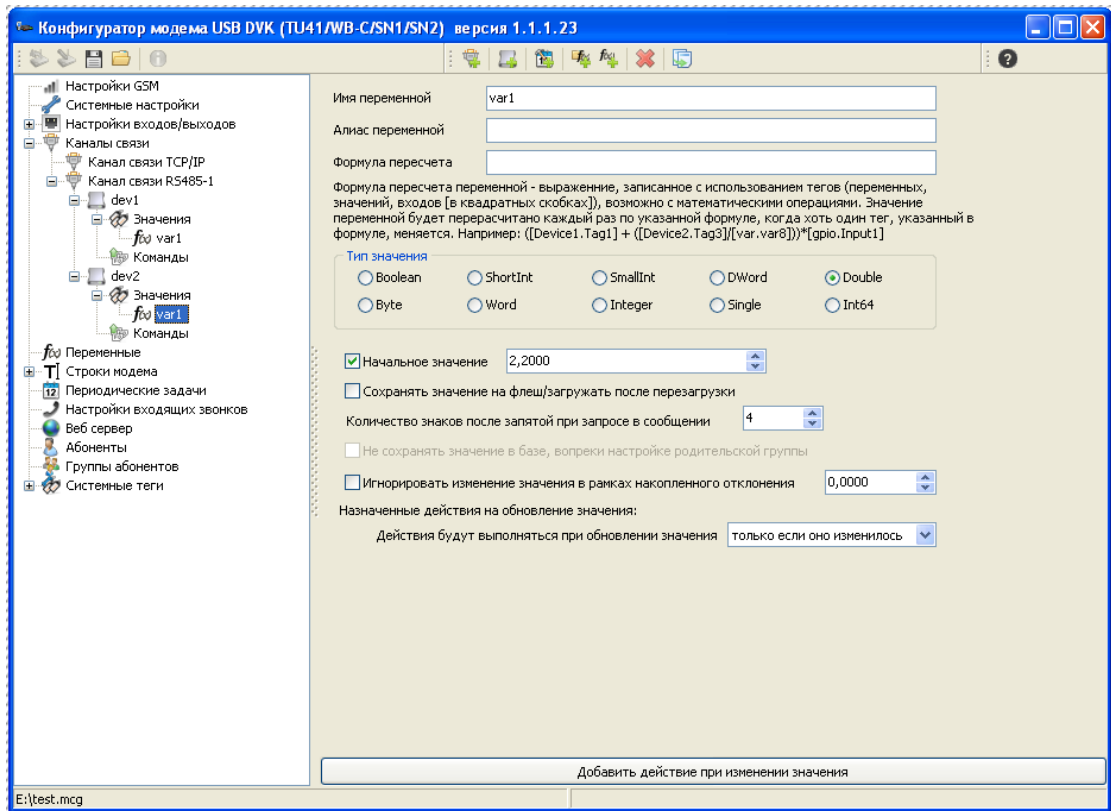 Конфигуратор модема USB DVK (TU41/WB-C/SN1/SN2) версия 1.1.1.23
Настройки GSM
Системные настройки
Настройки входов/выходов
Каналы связи
Канал связи TCP/IP
Канал связи RS485-1
dev1
Значения
f(x) var1
Команды
dev2
Значения
f(x) var1
Команды
f(x) Переменные
Строки модема
12 Периодические задачи
Настройки входящих звонков
Веб сервер
Абоненты
Группы абонентов
Системные теги
Имя переменной var1
Алиас переменной
Формула пересчета
Формула пересчета переменной - выраженние, записанное с использованием тегов (переменных,
значений, входов [в квадратных скобках]), возможно с математическими операциями. Значение
переменной будет перерасчитано каждый раз по указанной формуле, когда хоть один тег, указанный в
формуле, меняется. Например: ([Device1.Tag1] + ([Device2.Tag3]/[var.var8]))*[gpio.Input1]
Тип значения
Boolean ShortInt SmallInt DWord Double
Byte Word Integer Single Int64
Начальное значение 2,2000
Сохранять значение на флеш/загружать после перезагрузки
Количество знаков после запятой при запросе в сообщении 4
Не сохранять значение в базе, вопреки настройке родительской группы
Игнорировать изменение значения в рамках накопленного отклонения 0,0000
Назначенные действия на обновление значения:
Действия будут выполняться при обновлении значения только если оно изменилось
Добавить действие при изменении значения
E:\test.mcg